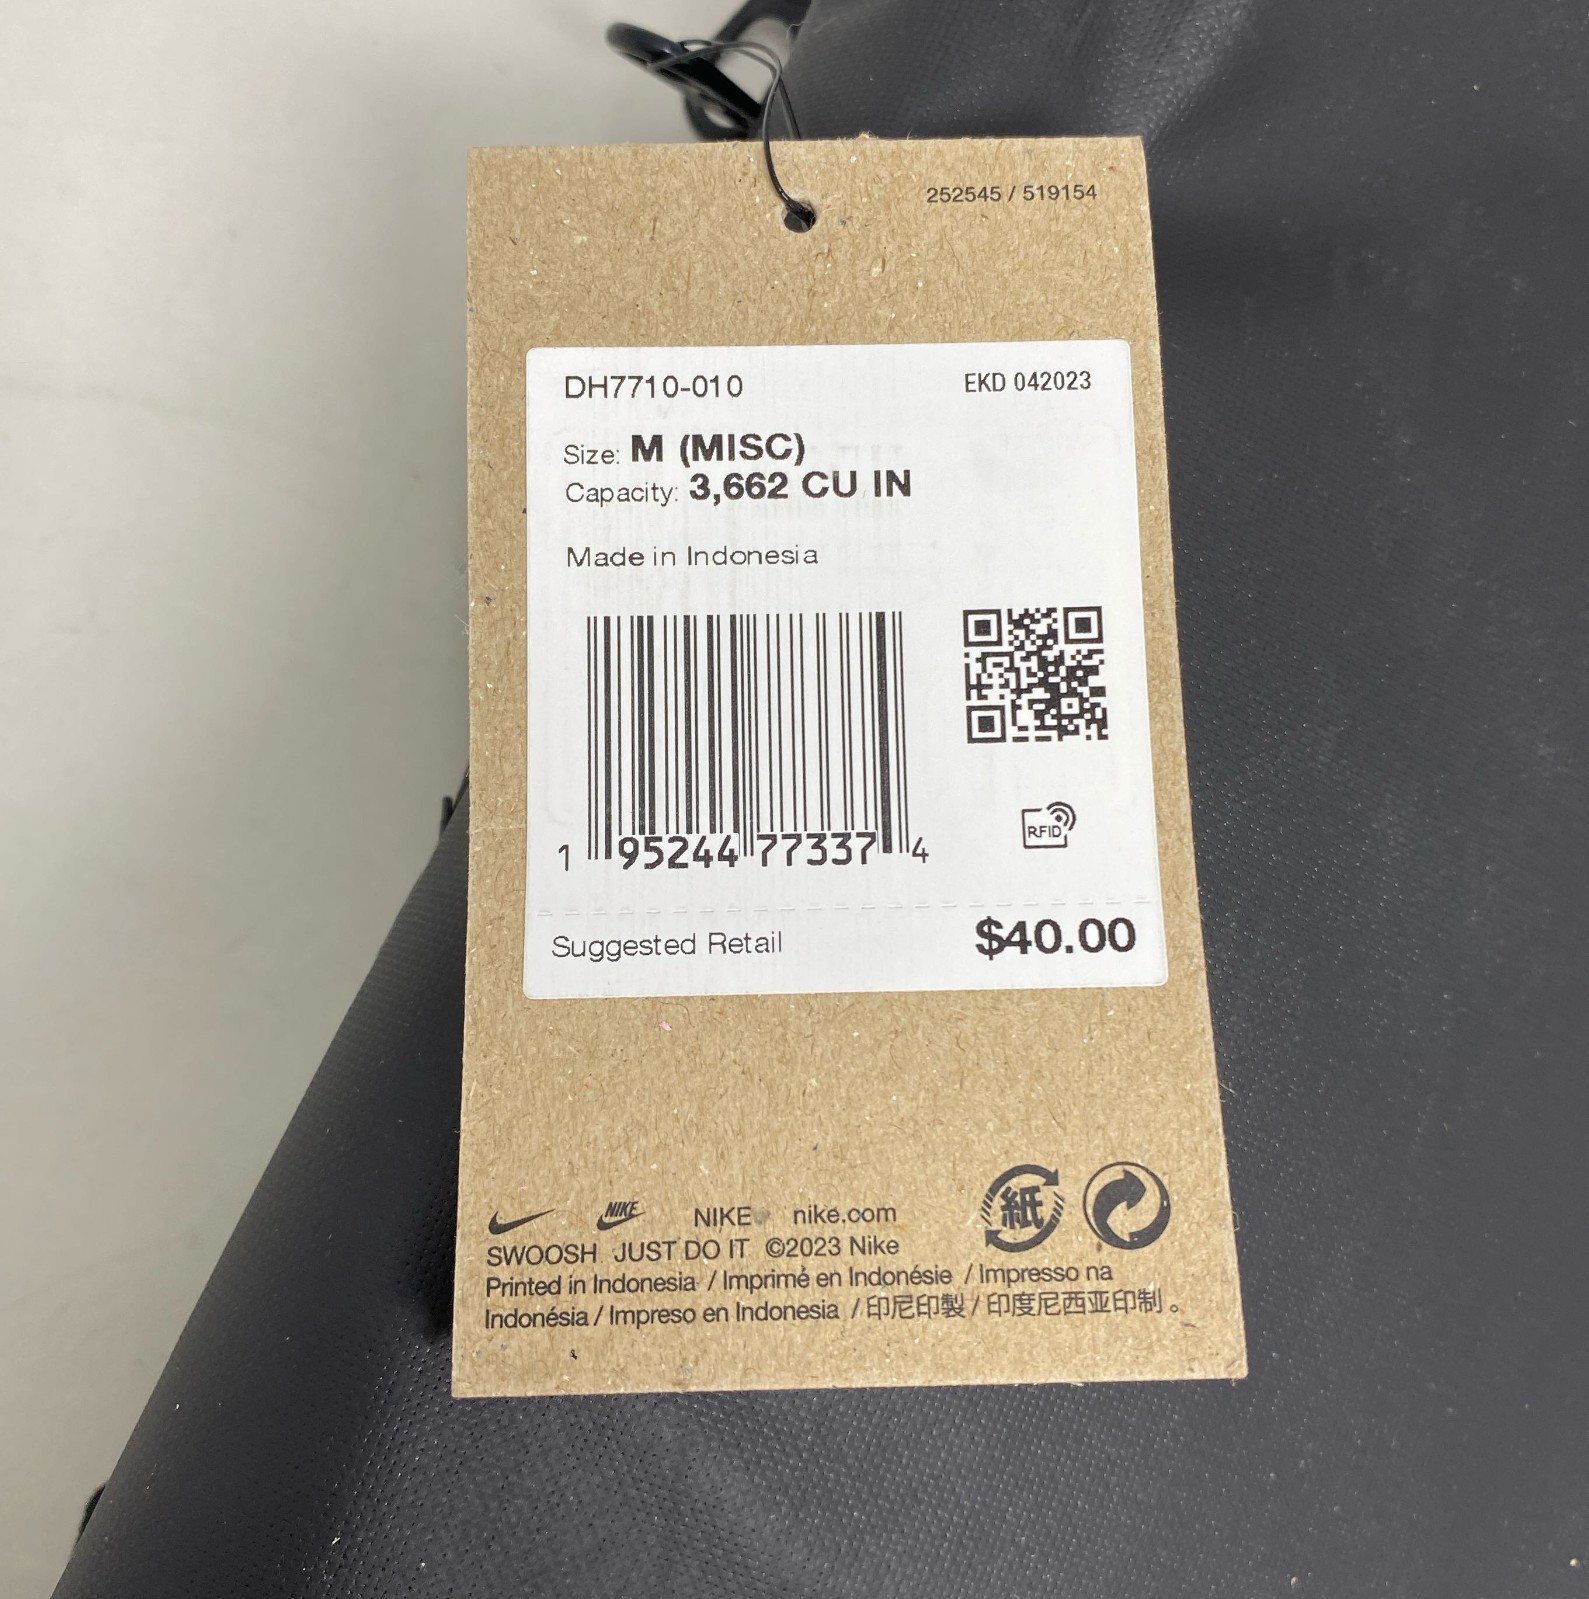 252545 / 519154
DH7710-010 EKD 042023
Size: M (MISC)
Capacity: 3,662 CU IN
Made in Indonesia
RFID
1 95244 77337 4
Suggested Retail $40.00
紙
NIKE NIKE nike.com
SWOOSH JUST DO IT ©2023 Nike
Printed in Indonesia / Imprimé en Indonésie / Impresso na
Indonésia / Impreso en Indonesia / 印尼印製 / 印度尼西亚印制。